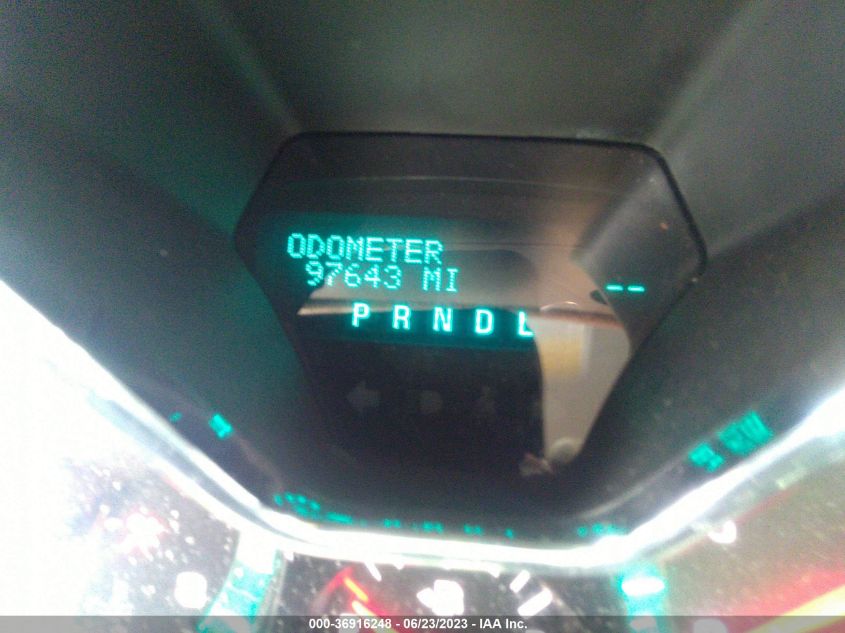 ODOMETER
97643 MI
--
P R N D L
000-36916248 - 06/23/2023 - IAA Inc.